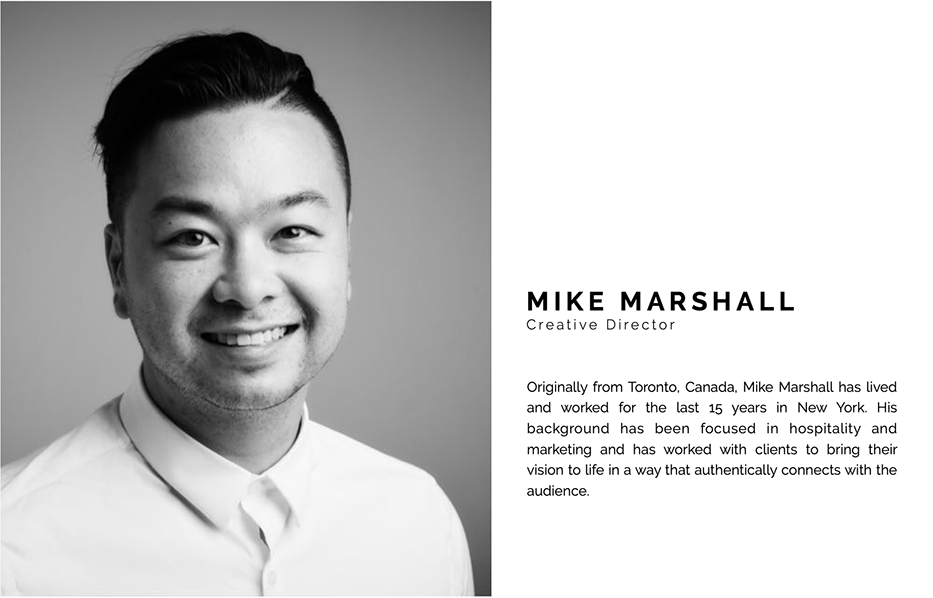 MIKE MARSHALL
Creative Director
Originally from Toronto, Canada, Mike Marshall has lived
and worked for the last 15 years in New York. His
background has been focused in hospitality and
marketing and has worked with clients to bring their
vision to life in a way that authentically connects with the
audience.